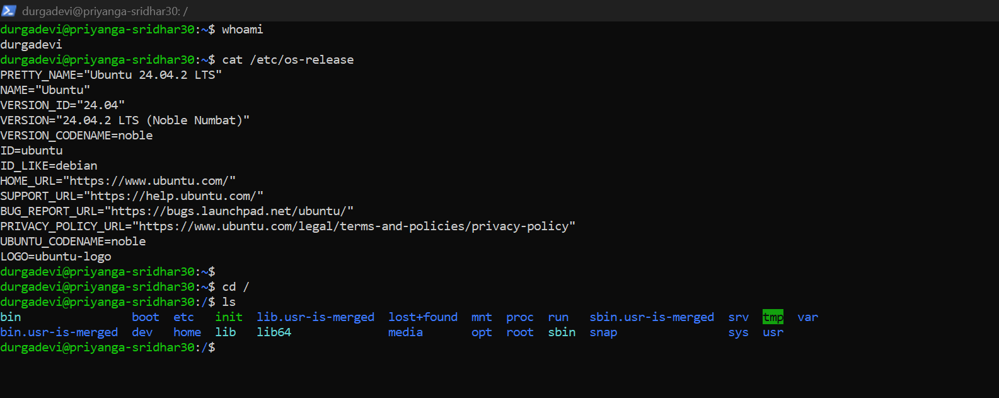 durgadevi@priyanga-sridhar30: /
durgadevi@priyanga-sridhar30:~$ whoami
durgadevi
durgadevi@priyanga-sridhar30:~$ cat /etc/os-release
PRETTY_NAME="Ubuntu 24.04.2 LTS"
NAME="Ubuntu"
VERSION_ID="24.04"
VERSION="24.04.2 LTS (Noble Numbat)"
VERSION_CODENAME=noble
ID=ubuntu
ID_LIKE=debian
HOME_URL="https://www.ubuntu.com/"
SUPPORT_URL="https://help.ubuntu.com/"
BUG_REPORT_URL="https://bugs.launchpad.net/ubuntu/"
PRIVACY_POLICY_URL="https://www.ubuntu.com/legal/terms-and-policies/privacy-policy"
UBUNTU_CODENAME=noble
LOGO=ubuntu-logo
durgadevi@priyanga-sridhar30:~$
durgadevi@priyanga-sridhar30:~$ cd /
durgadevi@priyanga-sridhar30:/$ ls
bin                boot  etc   init  lib.usr-is-merged  lost+found  mnt  proc  run   sbin.usr-is-merged  srv  tmp  var
bin.usr-is-merged  dev   home  lib   lib64              media       opt  root  sbin  snap                sys  usr
durgadevi@priyanga-sridhar30:/$